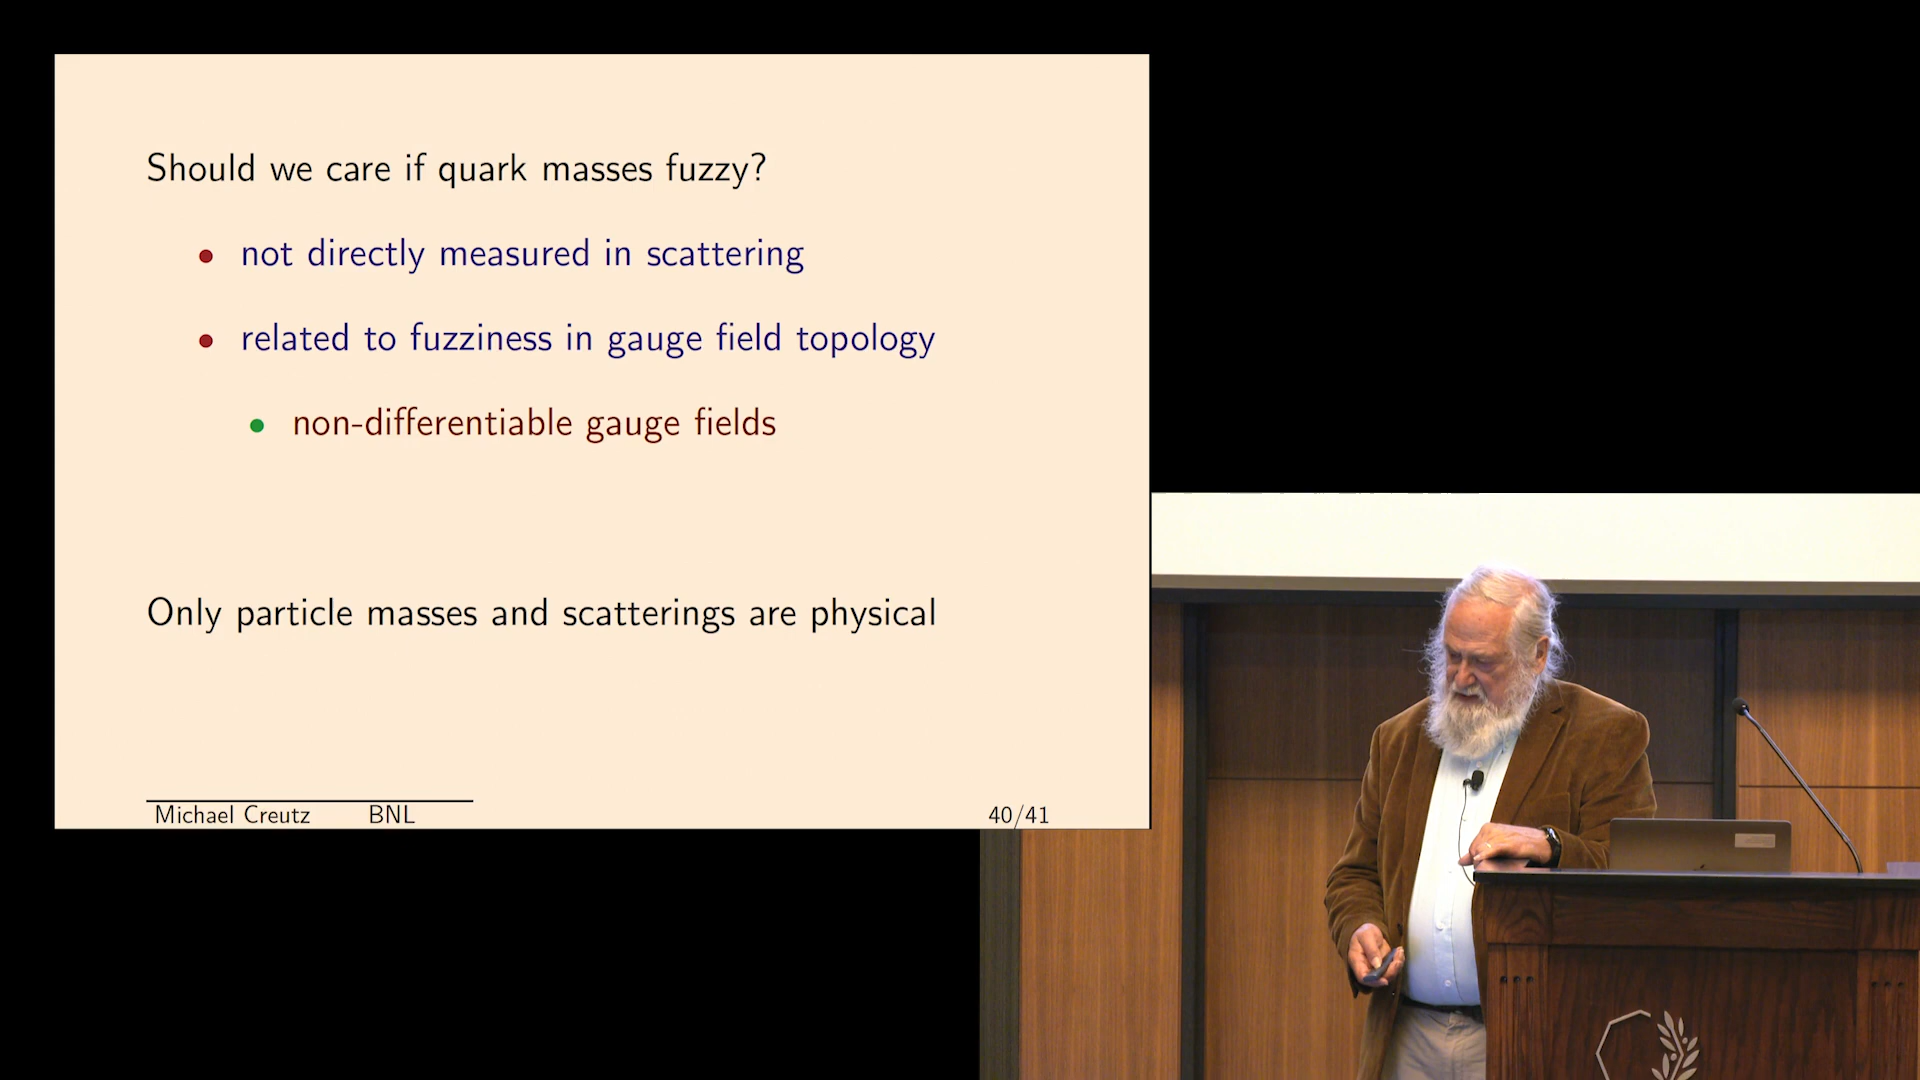 Should we care if quark masses fuzzy?
• not directly measured in scattering
• related to fuzziness in gauge field topology
• non-differentiable gauge fields
Only particle masses and scatterings are physical
Michael Creutz BNL 40/41